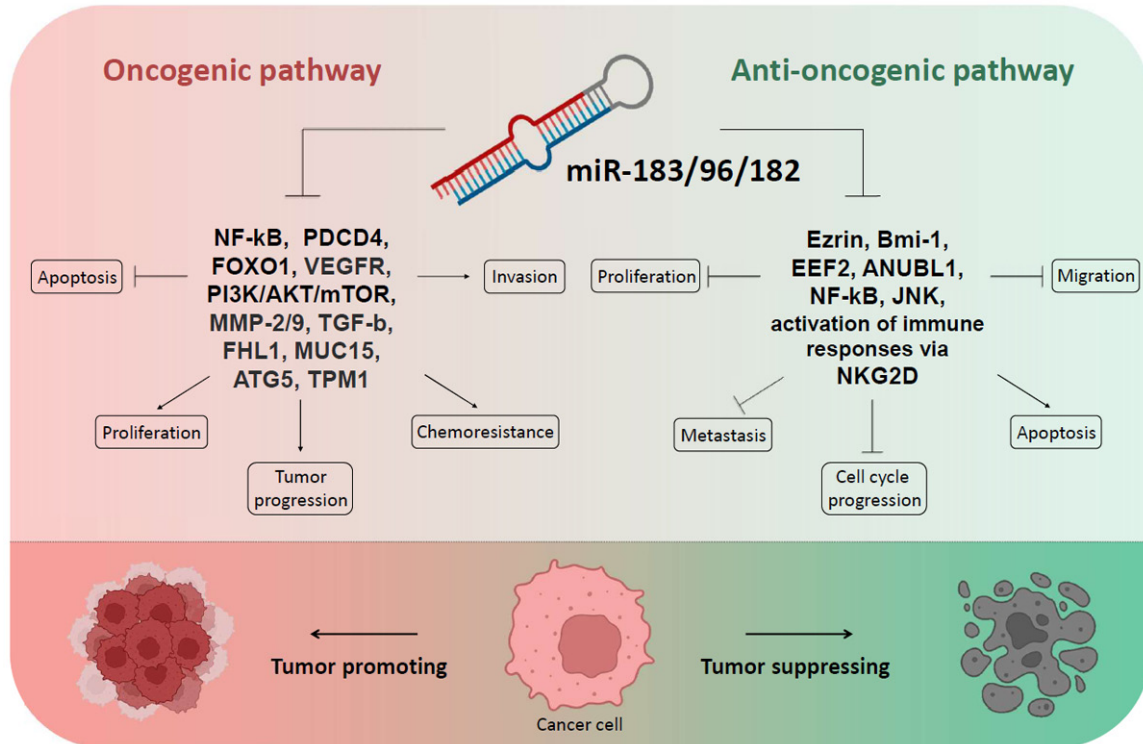 Oncogenic pathway
Anti-oncogenic pathway
miR-183/96/182
NF-kB, PDCD4,
FOXO1, VEGFR,
PI3K/AKT/mTOR,
MMP-2/9, TGF-b,
FHL1, MUC15,
ATG5, TPM1
Apoptosis
Invasion
Proliferation
Tumor
progression
Chemoresistance
Ezrin, Bmi-1,
EEF2, ANUBL1,
NF-kB, JNK,
activation of immune
responses via
NKG2D
Proliferation
Migration
Metastasis
Cell cycle
progression
Apoptosis
Tumor promoting
Cancer cell
Tumor suppressing